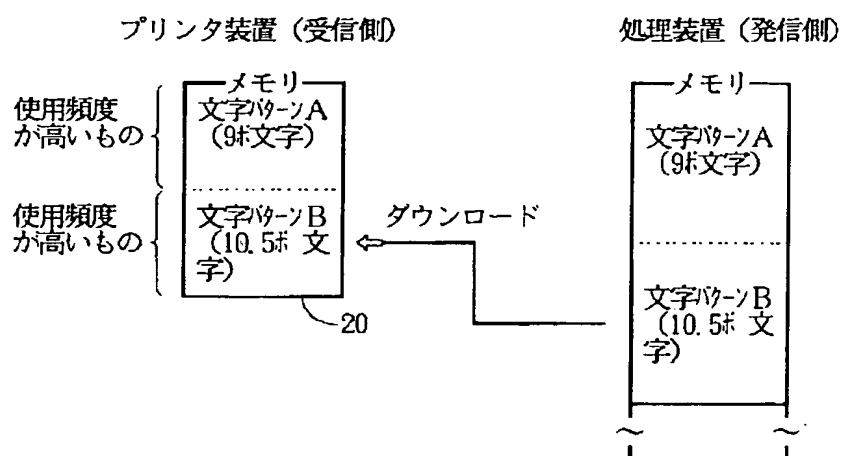 プリンタ装置（受信側）
処理装置（発信側）
メモリ
使用頻度
が高いもの
文字パターンA
（9ポ文字）
使用頻度
が高いもの
文字パターンB
（10.5ポ 文
字）
20
ダウンロード
メモリ
文字パターンA
（9ポ文字）
文字パターンB
（10.5ポ 文
字）